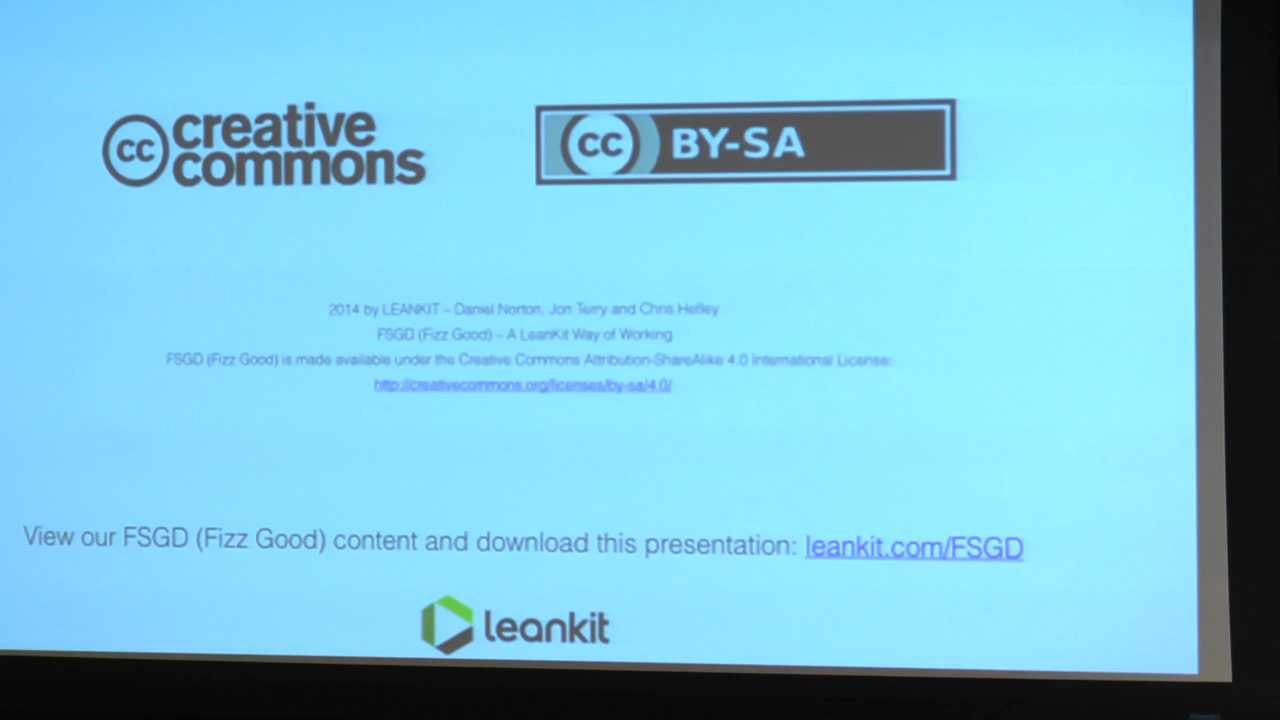 cc creative commons
cc BY-SA
2014 by LEANKIT – Daniel Norton, Jon Terry and Chris Hefley
FSGD (Fizz Good) – A LeanKit Way of Working
FSGD (Fizz Good) is made available under the Creative Commons Attribution-ShareAlike 4.0 International License:
http://creativecommons.org/licenses/by-sa/4.0/
View our FSGD (Fizz Good) content and download this presentation: leankit.com/FSGD
leankit